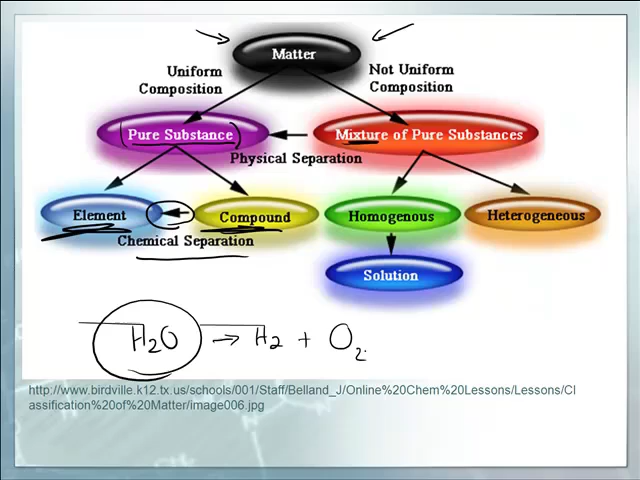 Matter
Uniform
Composition
Not Uniform
Composition
Pure Substance
Mixture of Pure Substances
Physical Separation
Element
Compound
Homogenous
Heterogeneous
Chemical Separation
Solution
H2O → H2 + O2
http://www.birdville.k12.tx.us/schools/001/Staff/Belland_J/Online%20Chem%20Lessons/Lessons/Cl
assification%20of%20Matter/image006.jpg